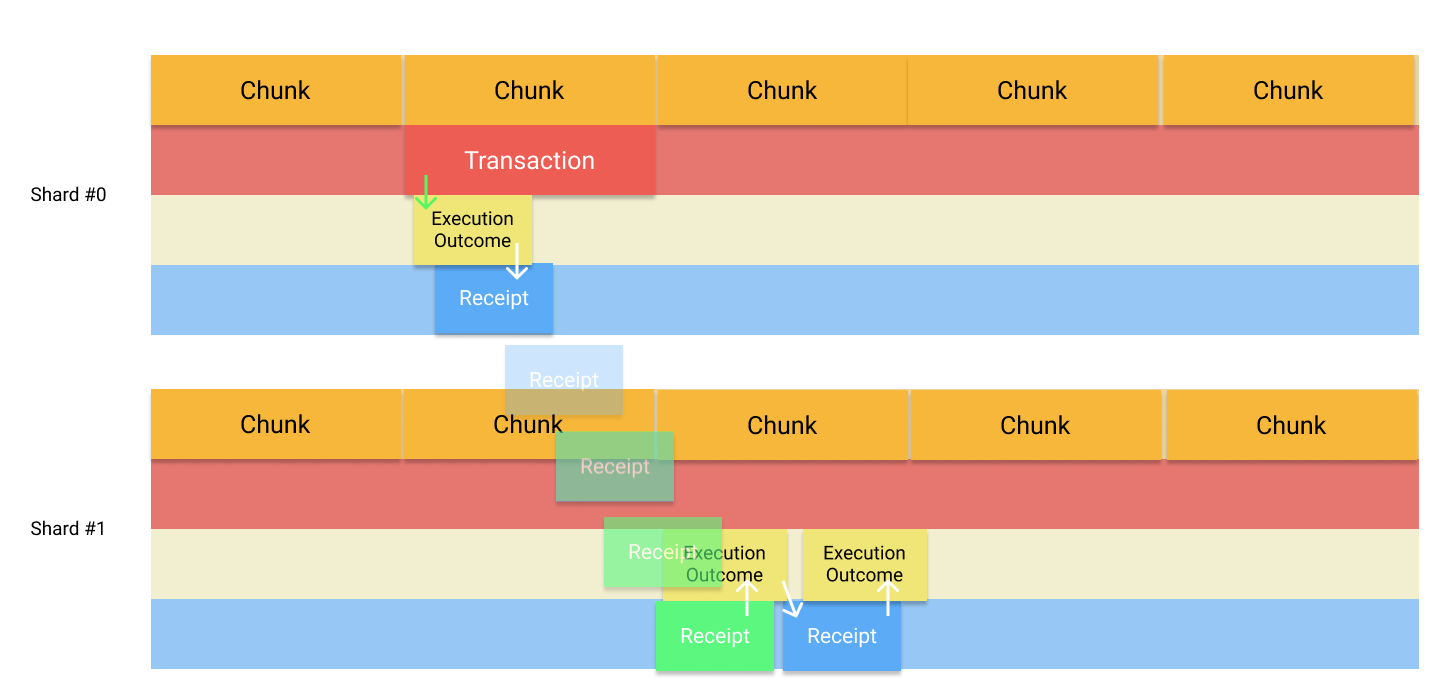 Chunk
Chunk
Chunk
Chunk
Chunk
Transaction
Shard #0
Execution
Outcome
Receipt
Receipt
Chunk
Chunk
Chunk
Chunk
Chunk
Receipt
Shard #1
Receipt
Execution
Outcome
Execution
Outcome
Receipt
Receipt